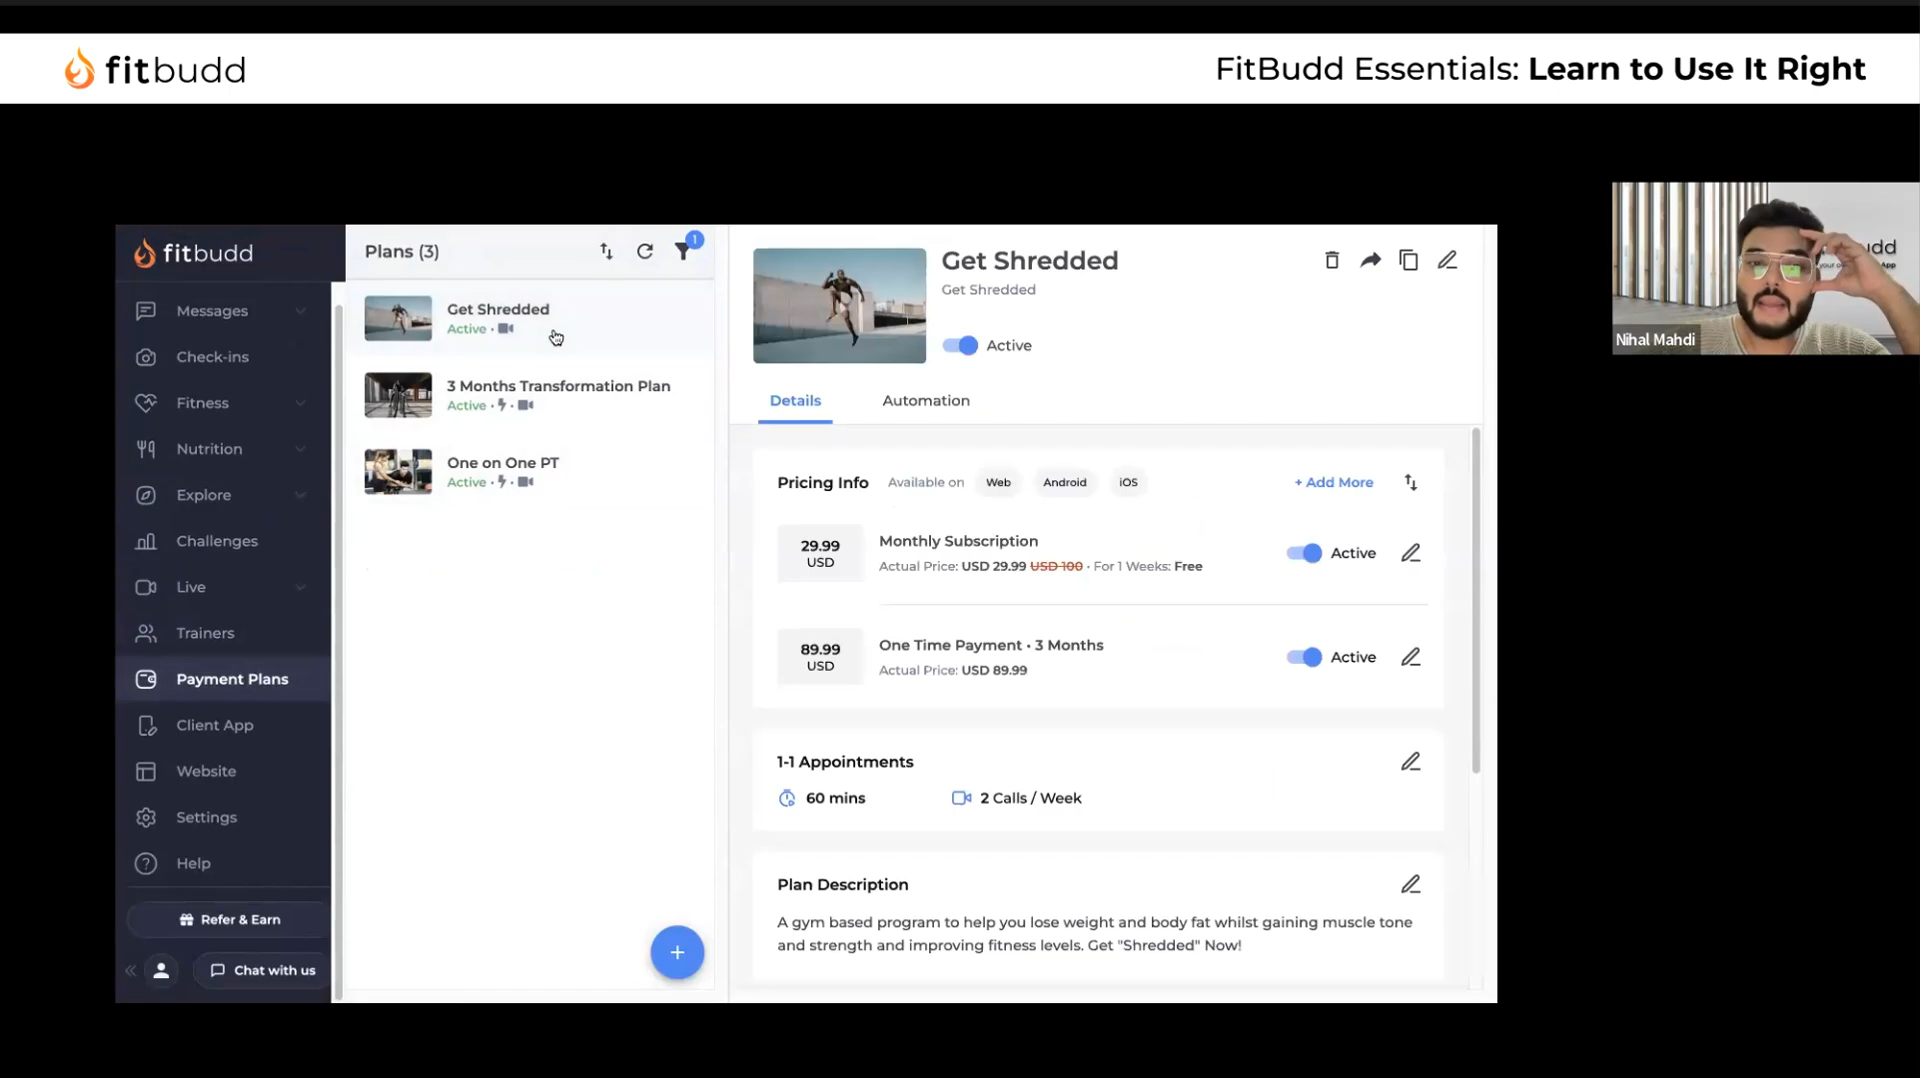 fitbudd
FitBudd Essentials: Learn to Use It Right
fitbudd
Messages
Check-ins
Fitness
Nutrition
Explore
Challenges
Live
Trainers
Payment Plans
Client App
Website
Settings
Help
Refer & Earn
Chat with us
Plans (3)
1
Get Shredded
Active •
3 Months Transformation Plan
Active • •
One on One PT
Active • •
+
Get Shredded
Get Shredded
Active
Details
Automation
Pricing Info Available on Web Android iOS
+ Add More
29.99
USD
Monthly Subscription
Actual Price: USD 29.99 USD 100 • For 1 Weeks: Free
Active
89.99
USD
One Time Payment • 3 Months
Actual Price: USD 89.99
Active
1-1 Appointments
60 mins
2 Calls / Week
Plan Description
A gym based program to help you lose weight and body fat whilst gaining muscle tone
and strength and improving fitness levels. Get "Shredded" Now!
Nihal Mahdi